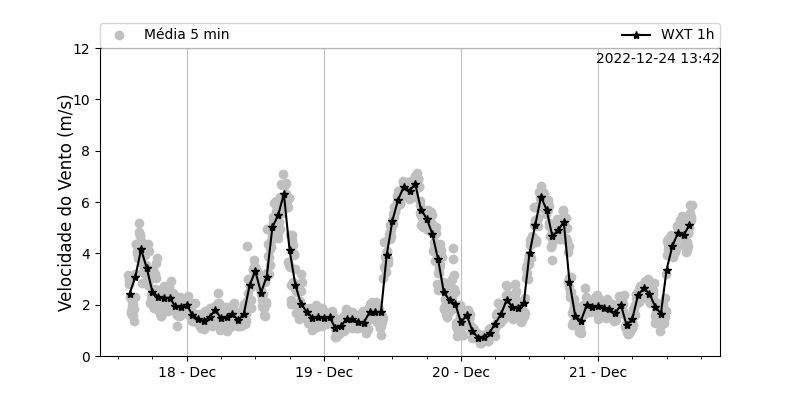 Média 5 min
WXT 1h
2022-12-24 13:42
Velocidade do Vento (m/s)
12
10
8
6
4
2
0
18 - Dec
19 - Dec
20 - Dec
21 - Dec